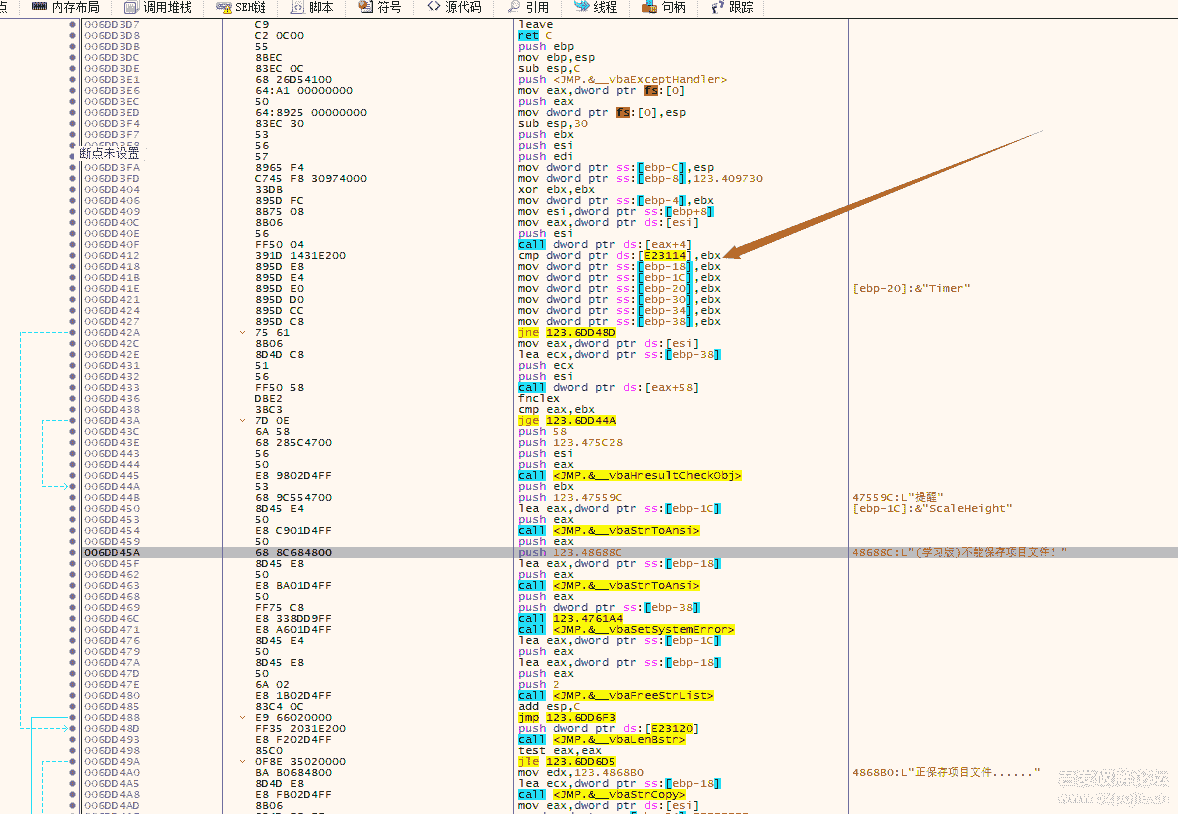 点 内存布局 调用堆栈 SEH链 脚本 符号 源代码 引用 线程 句柄 跟踪
006DD3D7 C9 leave
006DD3D8 C2 0C00 ret C
006DD3DB 55 push ebp
006DD3DC 8BEC mov ebp,esp
006DD3DE 83EC 0C sub esp,C
006DD3E1 68 26D54100 push <JMP.&__vbaExceptHandler>
006DD3E6 64:A1 00000000 mov eax,dword ptr fs:[0]
006DD3EC 50 push eax
006DD3ED 64:8925 00000000 mov dword ptr fs:[0],esp
006DD3F4 83EC 30 sub esp,30
006DD3F7 53 push ebx
56 push esi
断点未设置 57 push edi
006DD3FA 8965 F4 mov dword ptr ss:[ebp-C],esp
006DD3FD C745 F8 30974000 mov dword ptr ss:[ebp-8],123.409730
006DD404 33DB xor ebx,ebx
006DD406 895D FC mov dword ptr ss:[ebp-4],ebx
006DD409 8B75 08 mov esi,dword ptr ss:[ebp+8]
006DD40C 8B06 mov eax,dword ptr ds:[esi]
006DD40E 56 push esi
006DD40F FF50 04 call dword ptr ds:[eax+4]
006DD412 391D 1431E200 cmp dword ptr ds:[E23114],ebx
006DD418 895D E8 mov dword ptr ss:[ebp-18],ebx
006DD41B 895D E4 mov dword ptr ss:[ebp-1C],ebx
006DD41E 895D E0 mov dword ptr ss:[ebp-20],ebx [ebp-20]:&"Timer"
006DD421 895D D0 mov dword ptr ss:[ebp-30],ebx
006DD424 895D CC mov dword ptr ss:[ebp-34],ebx
006DD427 895D C8 mov dword ptr ss:[ebp-38],ebx
006DD42A 75 61 jne 123.6DD48D
006DD42C 8B06 mov eax,dword ptr ds:[esi]
006DD42E 8D4D C8 lea ecx,dword ptr ss:[ebp-38]
006DD431 51 push ecx
006DD432 56 push esi
006DD433 FF50 58 call dword ptr ds:[eax+58]
006DD436 DBE2 fnclex
006DD438 3BC3 cmp eax,ebx
006DD43A 7D 0E jge 123.6DD44A
006DD43C 6A 58 push 58
006DD43E 68 285C4700 push 123.475C28
006DD443 56 push esi
006DD444 50 push eax
006DD445 E8 9802D4FF call <JMP.&__vbaHresultCheckObj>
006DD44A 53 push ebx
006DD44B 68 9C554700 push 123.47559C 47559C:L"提醒"
006DD450 8D45 E4 lea eax,dword ptr ss:[ebp-1C] [ebp-1C]:&"ScaleHeight"
006DD453 50 push eax
006DD454 E8 C901D4FF call <JMP.&__vbaStrToAnsi>
006DD459 50 push eax
006DD45A 68 8C684800 push 123.48688C 48688C:L"(学习版)不能保存项目文件！"
006DD45F 8D45 E8 lea eax,dword ptr ss:[ebp-18]
006DD462 50 push eax
006DD463 E8 BA01D4FF call <JMP.&__vbaStrToAnsi>
006DD468 50 push eax
006DD469 FF75 C8 push dword ptr ss:[ebp-38]
006DD46C E8 338DD9FF call 123.4761A4
006DD471 E8 A601D4FF call <JMP.&__vbaSetSystemError>
006DD476 8D45 E4 lea eax,dword ptr ss:[ebp-1C]
006DD479 50 push eax
006DD47A 8D45 E8 lea eax,dword ptr ss:[ebp-18]
006DD47D 50 push eax
006DD47E 6A 02 push 2
006DD480 E8 1B02D4FF call <JMP.&__vbaFreeStrList>
006DD485 83C4 0C add esp,C
006DD488 E9 66020000 jmp 123.6DD6F3
006DD48D FF35 2031E200 push dword ptr ds:[E23120]
006DD493 E8 F202D4FF call <JMP.&__vbaLenBstr>
006DD498 85C0 test eax,eax
006DD49A 0F8E 35020000 jle 123.6DD6D5
006DD4A0 BA B0684800 mov edx,123.4868B0 4868B0:L"正保存项目文件......"
006DD4A5 8D4D E8 lea ecx,dword ptr ss:[ebp-18]
006DD4A8 E8 FB02D4FF call <JMP.&__vbaStrCopy>
006DD4AD 8B06 mov eax,dword ptr ds:[esi]
吾爱破解论坛
www.52pojie.cn